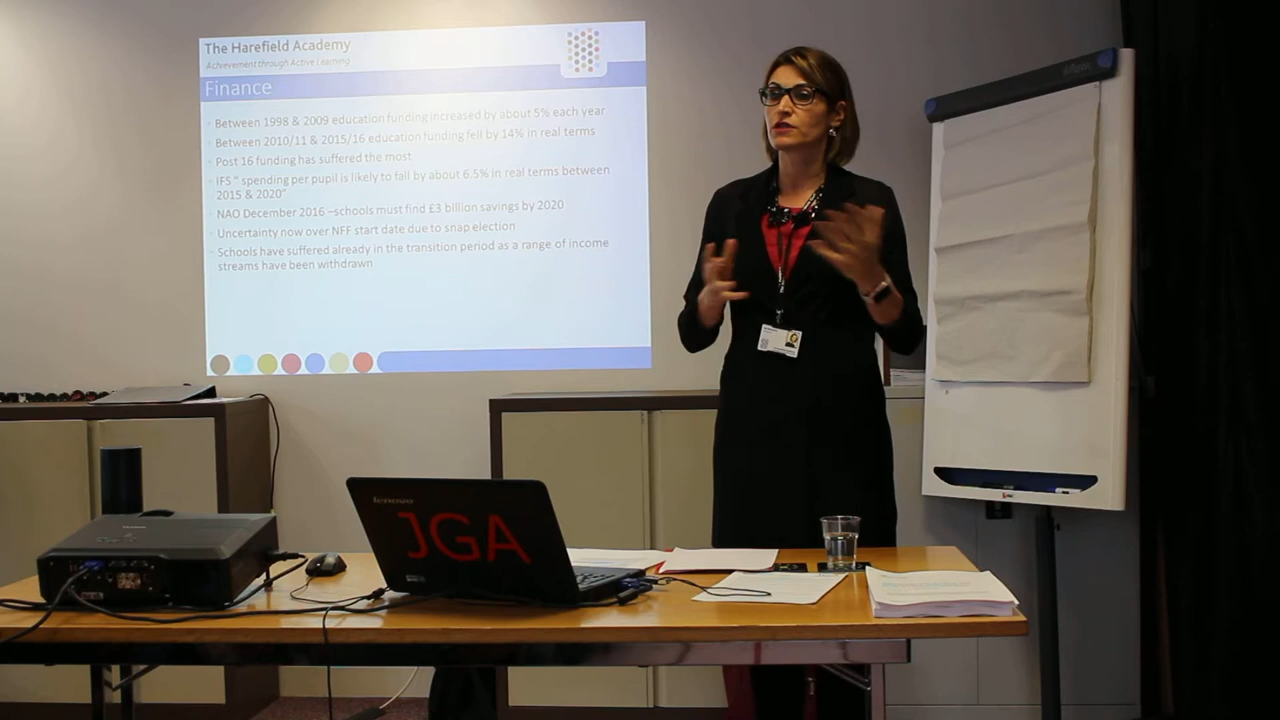 The Harefield Academy
Achievement through Active Learning
Finance
Between 1998 & 2009 education funding increased by about 5% each year
Between 2010/11 & 2015/16 education funding fell by 14% in real terms
Post 16 funding has suffered the most
IFS " spending per pupil is likely to fall by about 6.5% in real terms between
2015 & 2020"
NAO December 2016 –schools must find £3 billion savings by 2020
Uncertainty now over NFF start date due to snap election
Schools have suffered already in the transition period as a range of income
streams have been withdrawn
lenovo
JGA